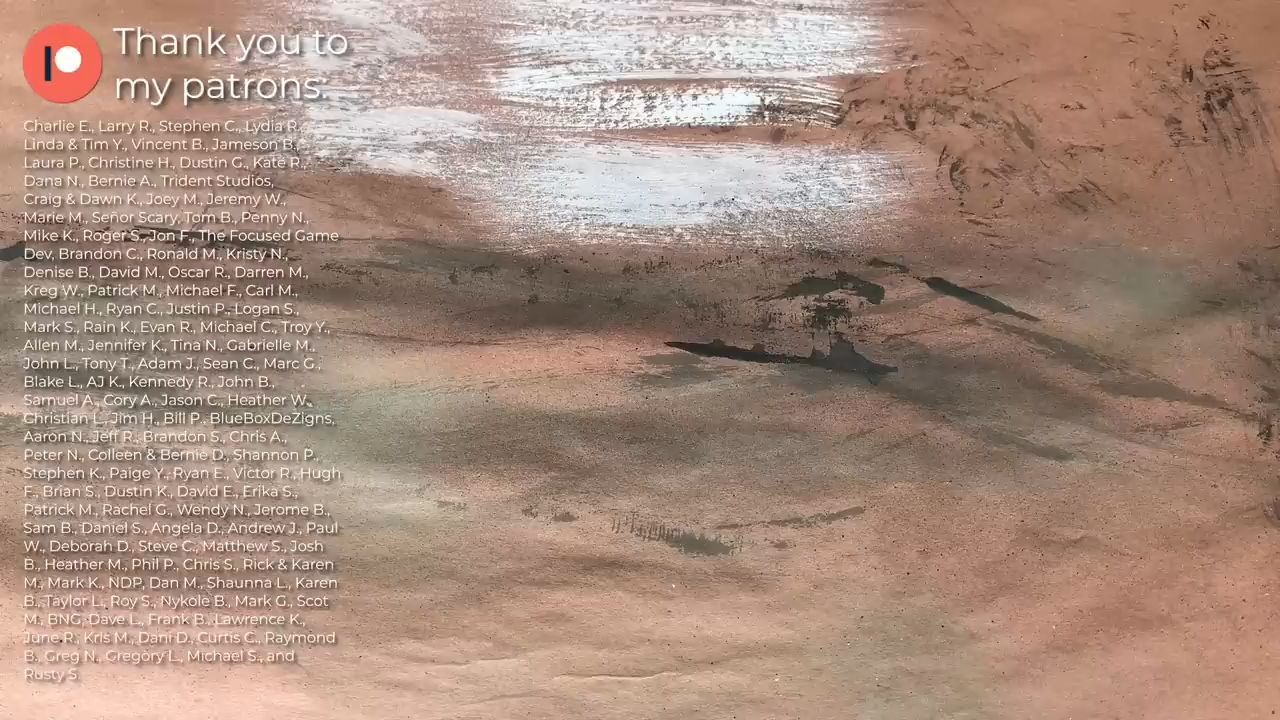 Thank you to
my patrons:
Charlie E., Larry R., Stephen C., Lydia R.,
Linda & Tim Y., Vincent B., Jameson B.,
Laura P., Christine H., Dustin G., Kate R.,
Dana N., Bernie A., Trident Studios,
Craig & Dawn K., Joey M., Jeremy W.,
Marie M., Señor Scary, Tom B., Penny N.,
Mike K., Roger S., Jon F., The Focused Game
Dev, Brandon C., Ronald M., Kristy N.,
Denise B., David M., Oscar R., Darren M.,
Kreg W., Patrick M., Michael F., Carl M.,
Michael H., Ryan C., Justin P., Logan S.,
Mark S., Rain K., Evan R., Michael C., Troy Y.,
Allen M., Jennifer K., Tina N., Gabrielle M.,
John L., Tony T., Adam J., Sean C., Marc G.,
Blake L., AJ K., Kennedy R., John B.,
Samuel A., Cory A., Jason C., Heather W.,
Christian L., Jim H., Bill P., BlueBoxDeZigns,
Aaron N., Jeff R., Brandon S., Chris A.,
Peter N., Colleen & Bernie D., Shannon P.,
Stephen K., Paige Y., Ryan E., Victor R., Hugh
F., Brian S., Dustin K., David E., Erika S.,
Patrick M., Rachel G., Wendy N., Jerome B.,
Sam B., Daniel S., Angela D., Andrew J., Paul
W., Deborah D., Steve C., Matthew S., Josh
B., Heather M., Phil P., Chris S., Rick & Karen
M., Mark K., NDP, Dan M., Shaunna L., Karen
B., Taylor L., Roy S., Nykole B., Mark G., Scot
M., BNG, Dave L., Frank B., Lawrence K.,
June R., Kris M., Dani D., Curtis C., Raymond
B., Greg N., Gregory L., Michael S., and
Rusty S.